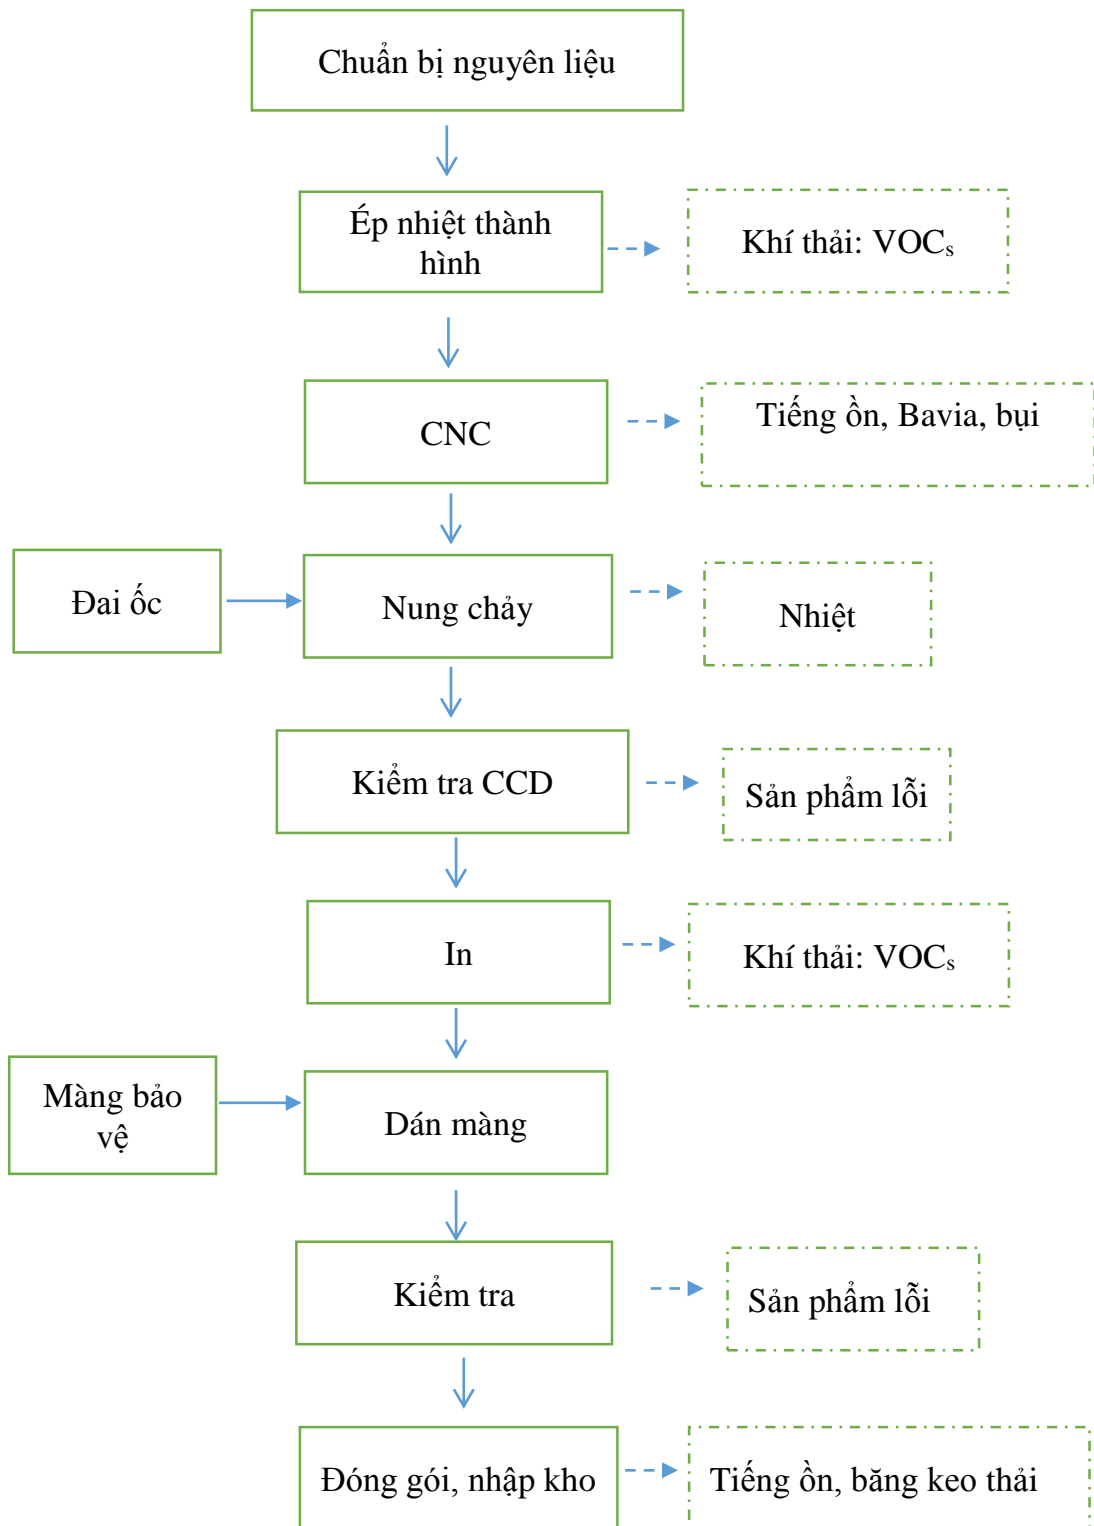 Chuẩn bị nguyên liệu
Ép nhiệt thành
hình
Khí thải: VOCs
CNC
Tiếng ồn, Bavia, bụi
Đai ốc
Nung chảy
Nhiệt
Kiểm tra CCD
Sản phẩm lỗi
In
Khí thải: VOCs
Màng bảo
vệ
Dán màng
Kiểm tra
Sản phẩm lỗi
Đóng gói, nhập kho
Tiếng ồn, băng keo thải